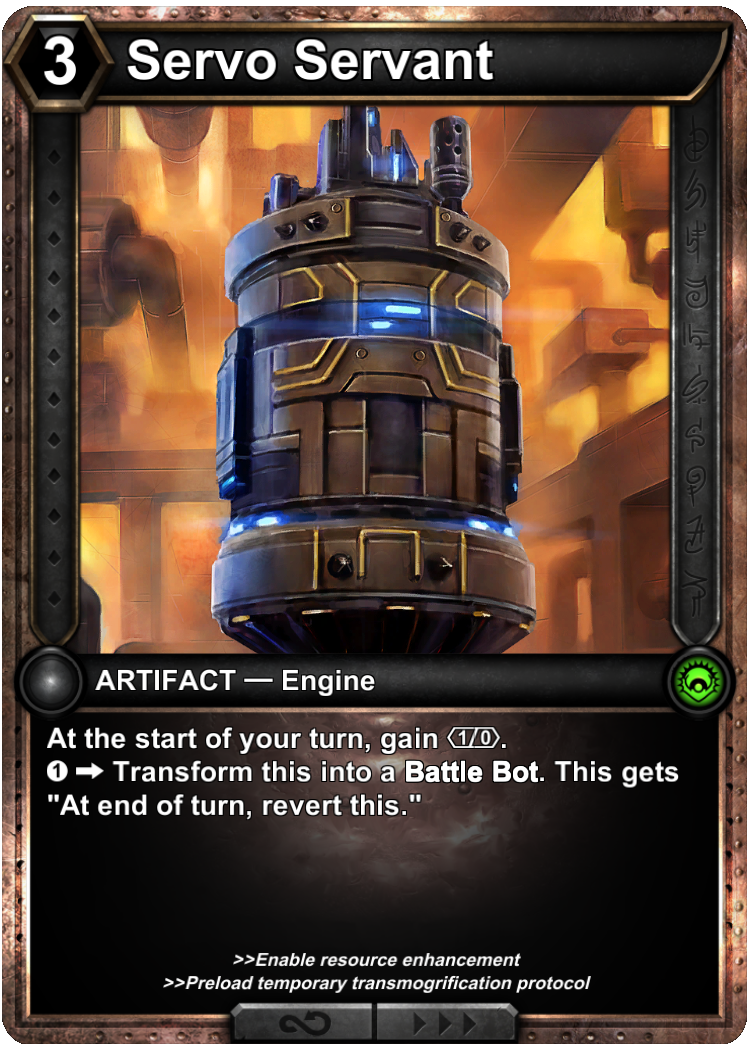 3 Servo Servant
ARTIFACT — Engine
At the start of your turn, gain 1/0.
1 ➡ Transform this into a Battle Bot. This gets
"At end of turn, revert this."
>>Enable resource enhancement
>>Preload temporary transmogrification protocol